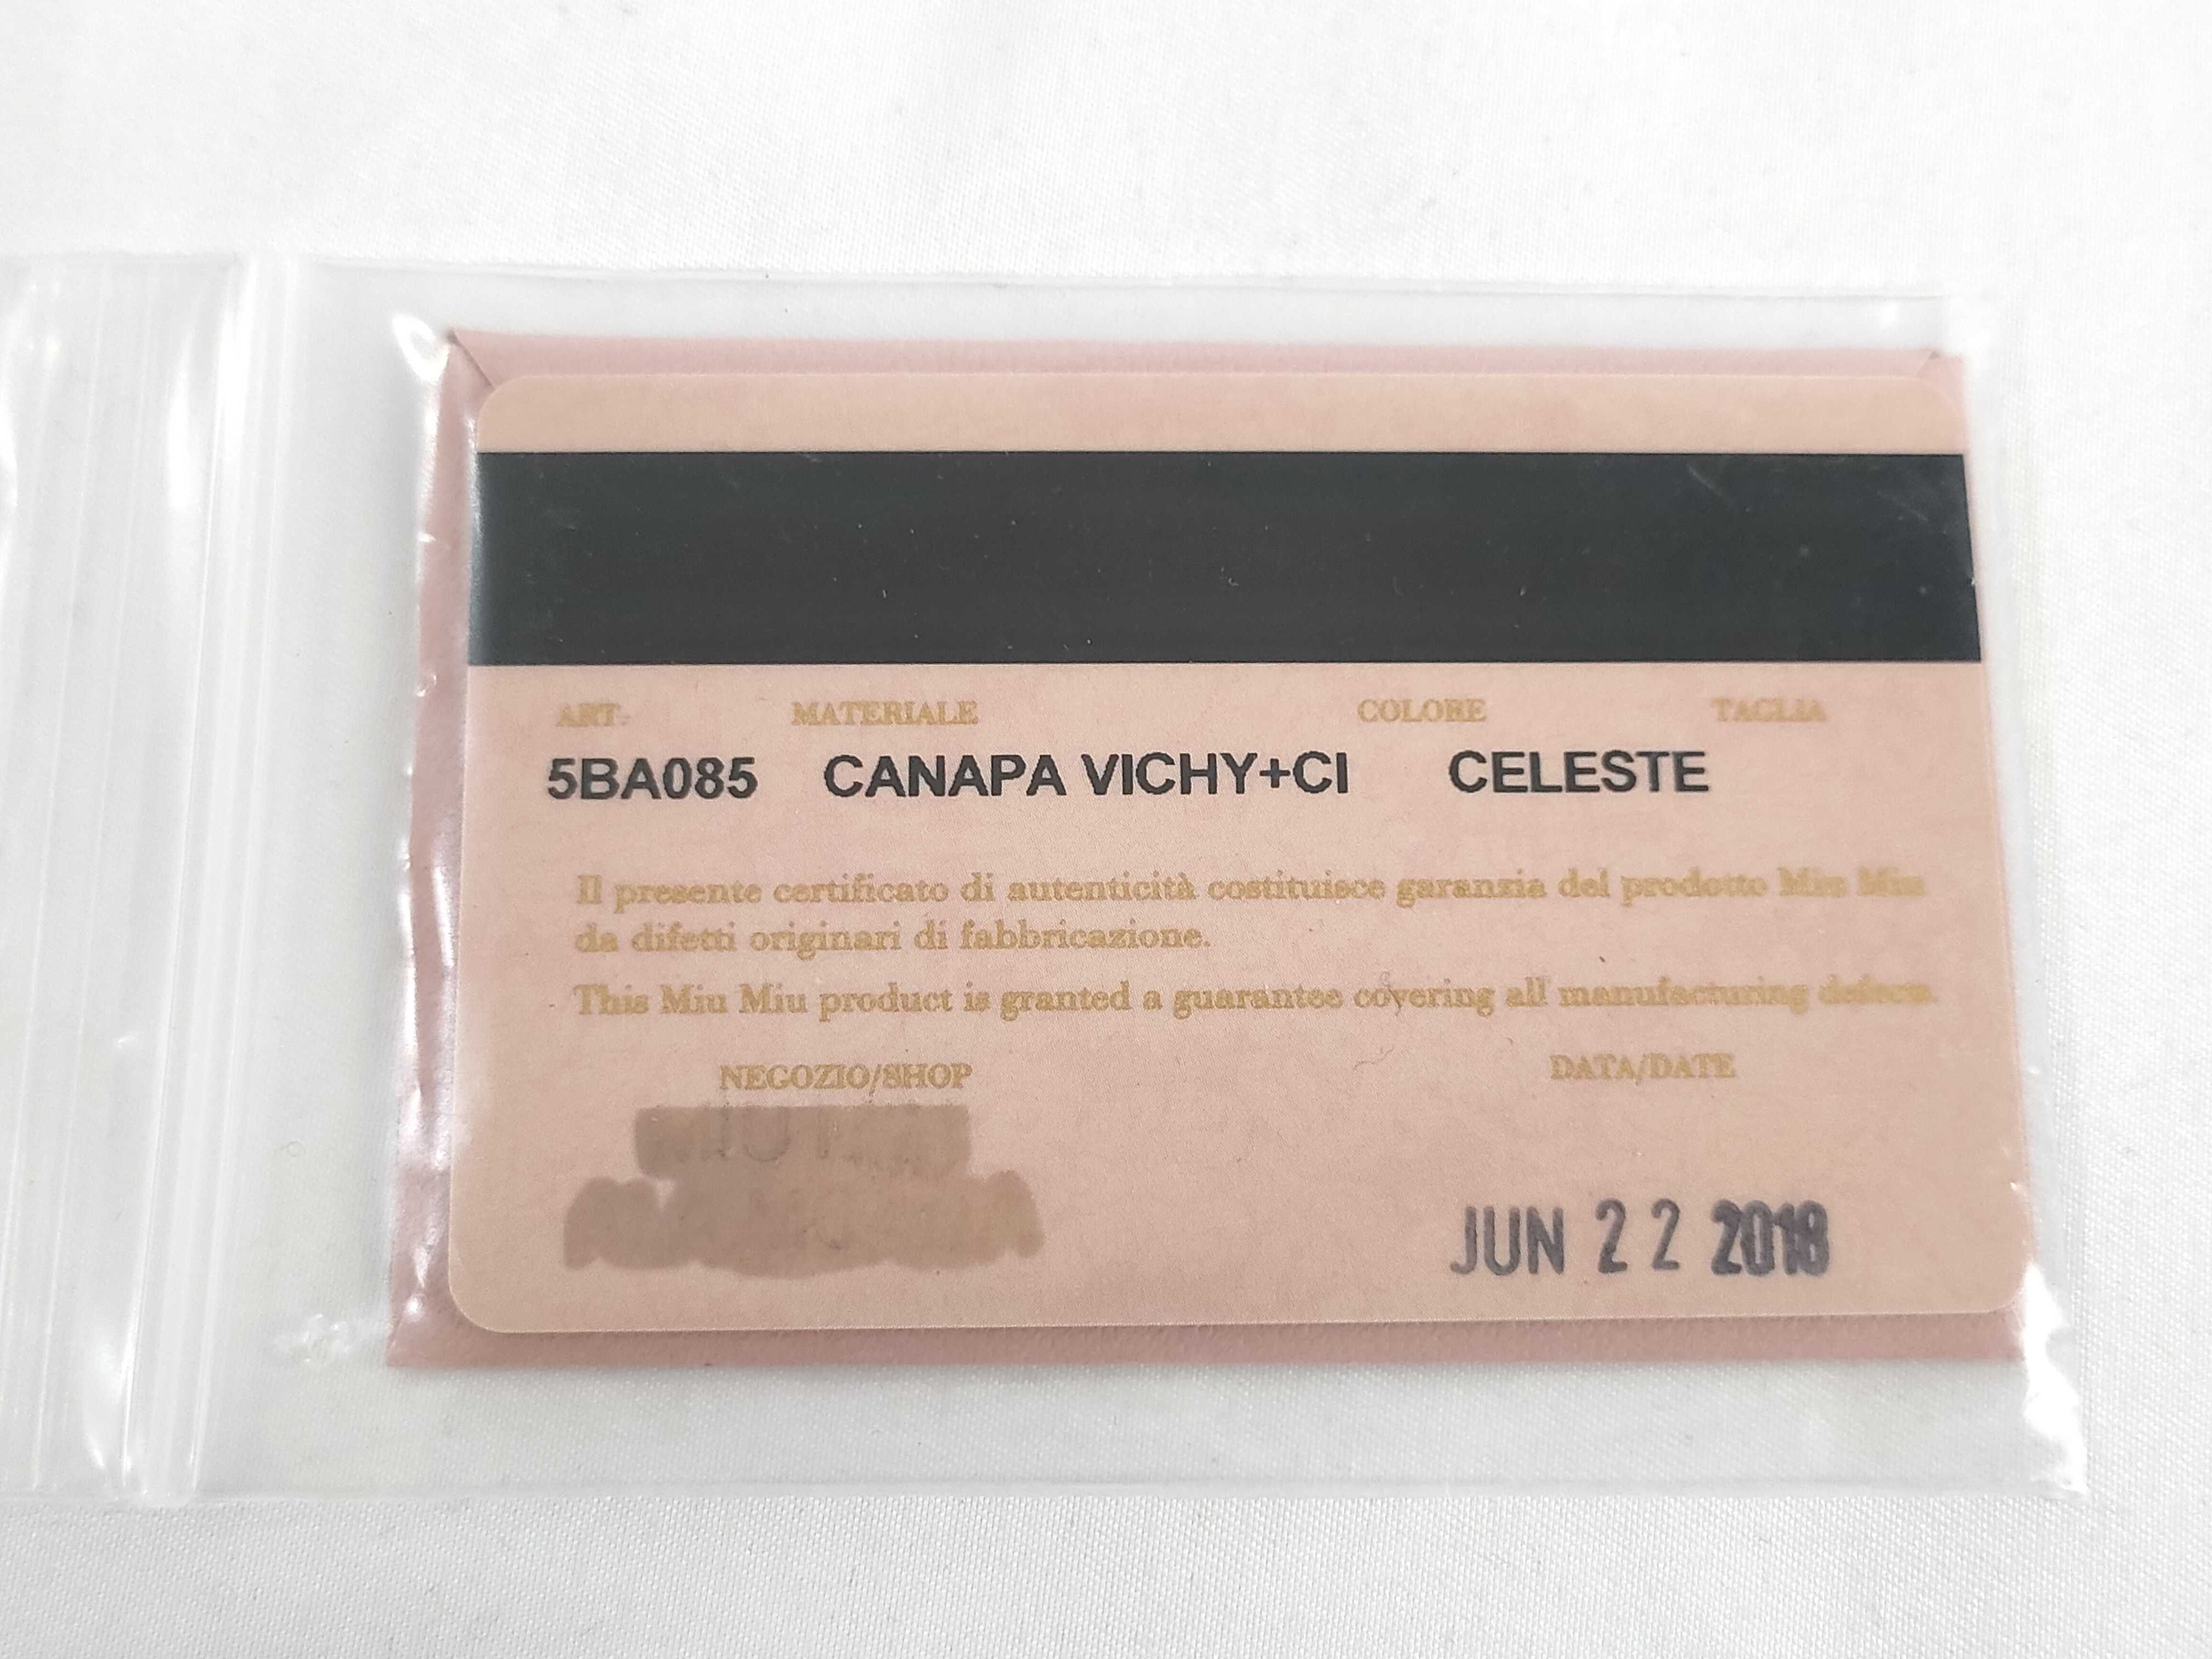 ART. MATERIALE COLORE TAGLIA
5BA085 CANAPA VICHY+CI CELESTE
Il presente certificato di autenticità costituisce garanzia del prodotto Miu Miu
da difetti originari di fabbricazione.
This Miu Miu product is granted a guarantee covering all manufacturing defects.
NEGOZIO/SHOP DATA/DATE
JUN 22 2018